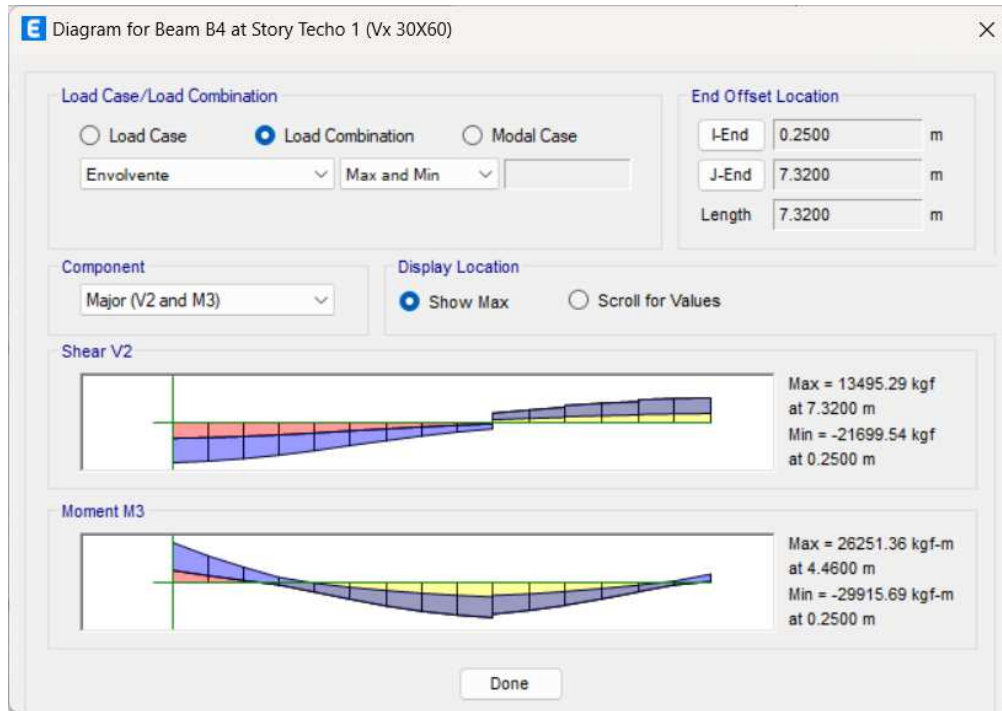 E Diagram for Beam B4 at Story Techo 1 (Vx 30X60)
Load Case/Load Combination
Load Case Load Combination Modal Case
Envolvente Max and Min
End Offset Location
I-End 0.2500 m
J-End 7.3200 m
Length 7.3200 m
Component
Major (V2 and M3)
Display Location
Show Max Scroll for Values
Shear V2
Max = 13495.29 kgf
at 7.3200 m
Min = -21699.54 kgf
at 0.2500 m
Moment M3
Max = 26251.36 kgf-m
at 4.4600 m
Min = -29915.69 kgf-m
at 0.2500 m
Done